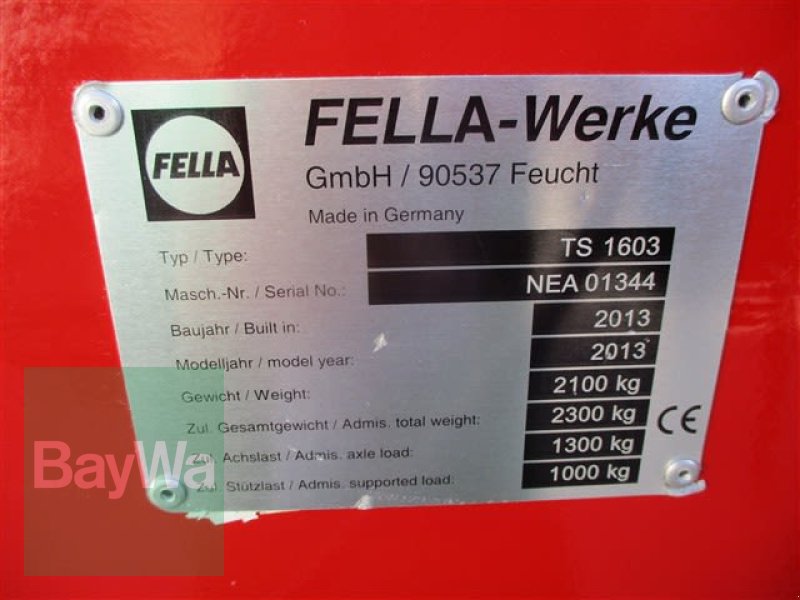 FELLA
FELLA-Werke
GmbH / 90537 Feucht
Made in Germany
Typ / Type: TS 1603
Masch.-Nr. / Serial No.: NEA 01344
Baujahr / Built in: 2013
Modelljahr / model year: 2013
Gewicht / Weight: 2100 kg
Zul. Gesamtgewicht / Admis. total weight: 2300 kg
Zul. Achslast / Admis. axle load: 1300 kg
Zul. Stützlast / Admis. supported load: 1000 kg
CE
BayWa